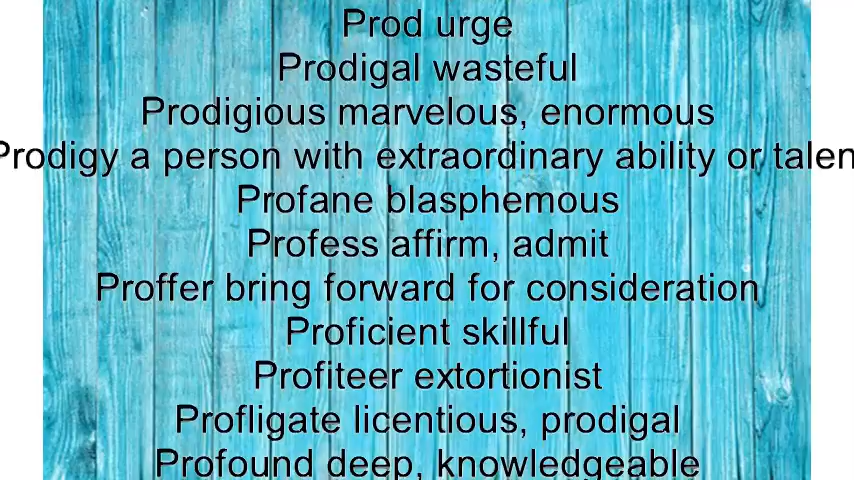 Prod urge
Prodigal wasteful
Prodigious marvelous, enormous
Prodigy a person with extraordinary ability or talen
Profane blasphemous
Profess affirm, admit
Proffer bring forward for consideration
Proficient skillful
Profiteer extortionist
Profligate licentious, prodigal
Profound deep, knowledgeable